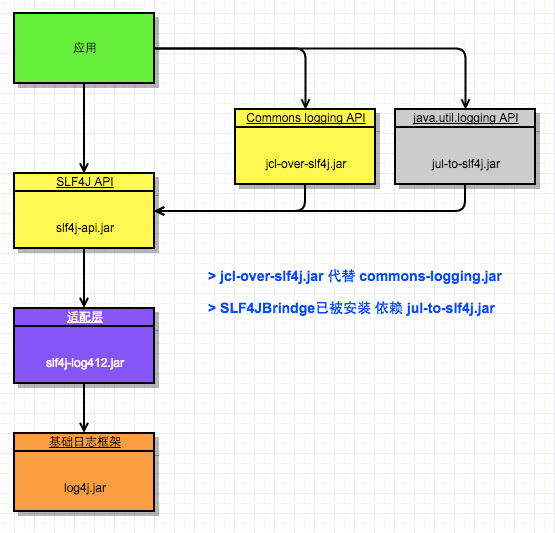 应用
Commons logging API
jcl-over-slf4j.jar
java.util.logging API
jul-to-slf4j.jar
SLF4J API
slf4j-api.jar
> jcl-over-slf4j.jar 代替 commons-logging.jar
> SLF4JBrindge已被安装 依赖 jul-to-slf4j.jar
适配层
slf4j-log412.jar
基础日志框架
log4j.jar